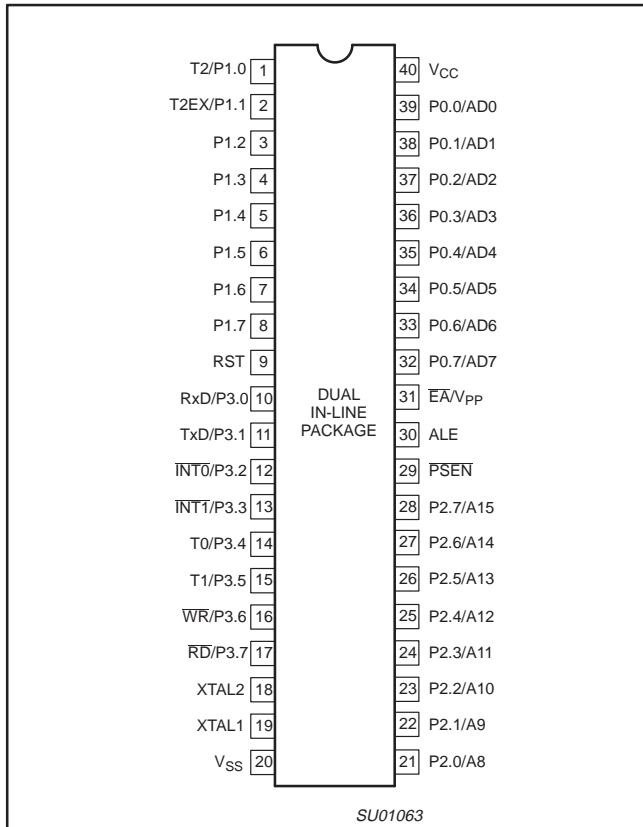 T2/P1.0 1 40 VCC
T2EX/P1.1 2 39 P0.0/AD0
P1.2 3 38 P0.1/AD1
P1.3 4 37 P0.2/AD2
P1.4 5 36 P0.3/AD3
P1.5 6 35 P0.4/AD4
P1.6 7 34 P0.5/AD5
P1.7 8 33 P0.6/AD6
RST 9 32 P0.7/AD7
RxD/P3.0 10 31 E̅A̅/VPP
TxD/P3.1 11 30 ALE
I̅N̅T̅0̅/P3.2 12 29 P̅S̅E̅N̅
I̅N̅T̅1̅/P3.3 13 28 P2.7/A15
T0/P3.4 14 27 P2.6/A14
T1/P3.5 15 26 P2.5/A13
W̅R̅/P3.6 16 25 P2.4/A12
R̅D̅/P3.7 17 24 P2.3/A11
XTAL2 18 23 P2.2/A10
XTAL1 19 22 P2.1/A9
VSS 20 21 P2.0/A8
DUAL
IN-LINE
PACKAGE
SU01063